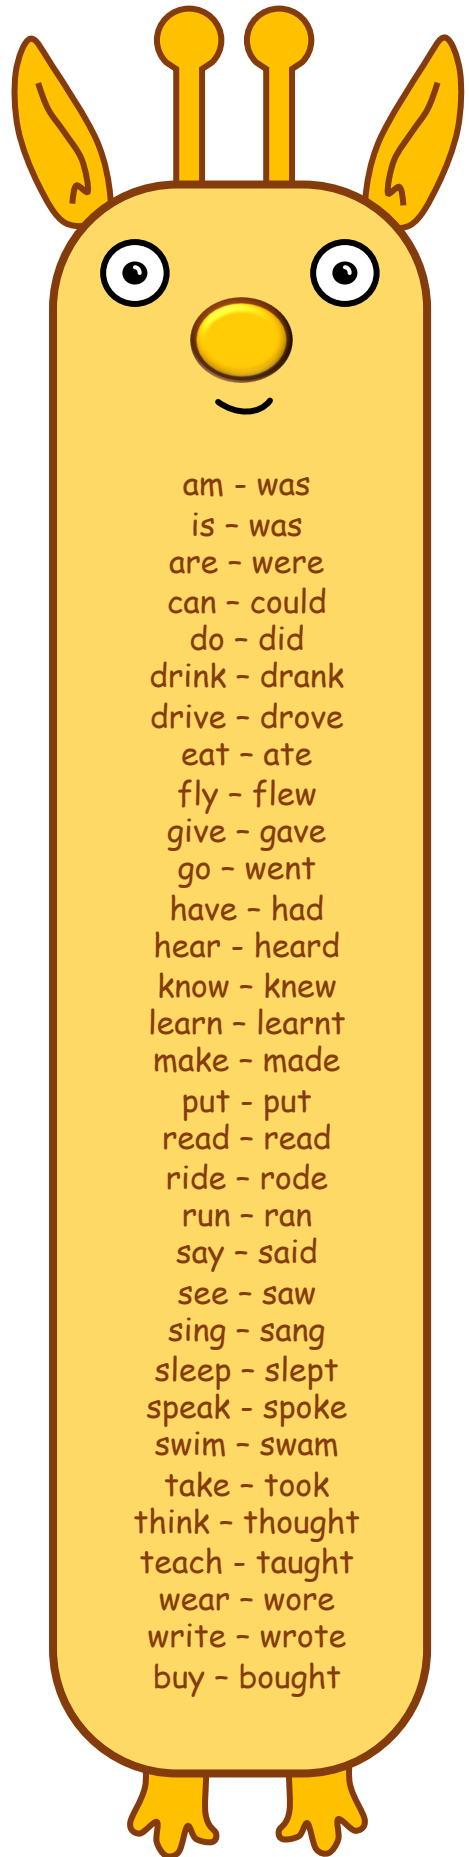 am - was
is – was
are – were
can – could
do – did
drink – drank
drive – drove
eat – ate
fly – flew
give – gave
go – went
have – had
hear - heard
know – knew
learn – learnt
make – made
put - put
read – read
ride – rode
run – ran
say – said
see – saw
sing – sang
sleep – slept
speak - spoke
swim – swam
take – took
think – thought
teach - taught
wear – wore
write – wrote
buy – bought